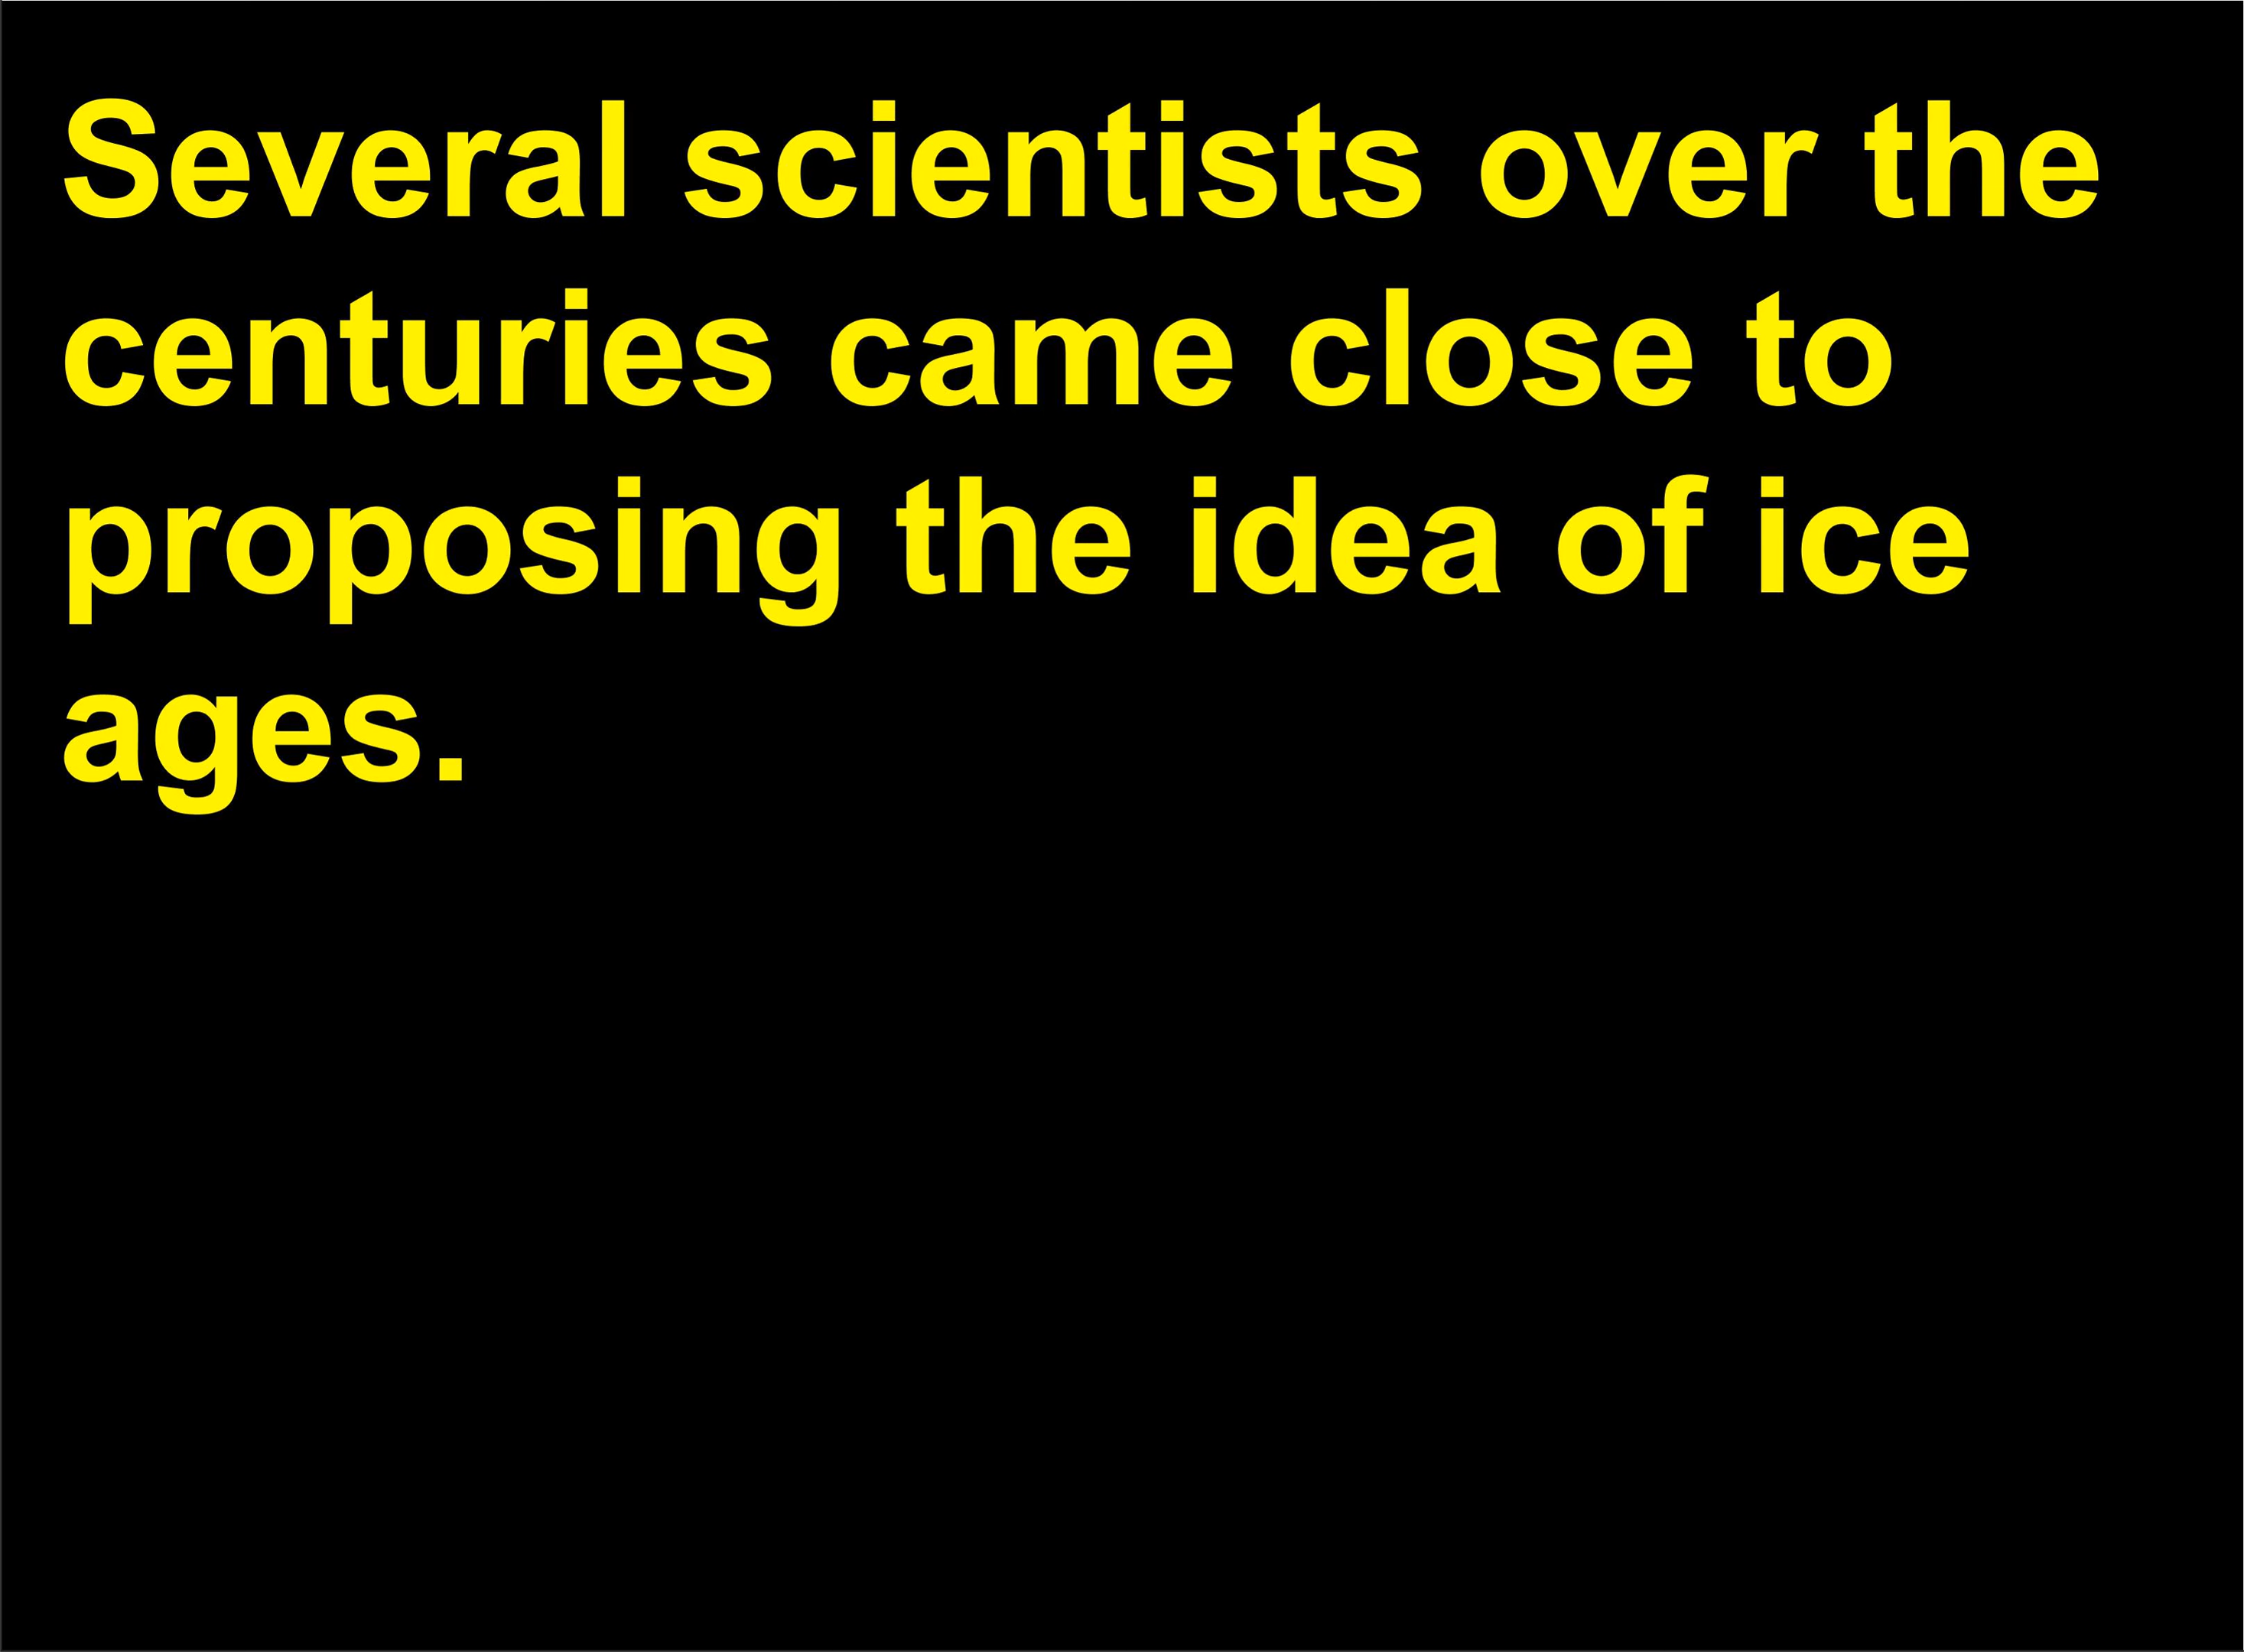 Several scientists over the
centuries came close to
proposing the idea of ice
ages.